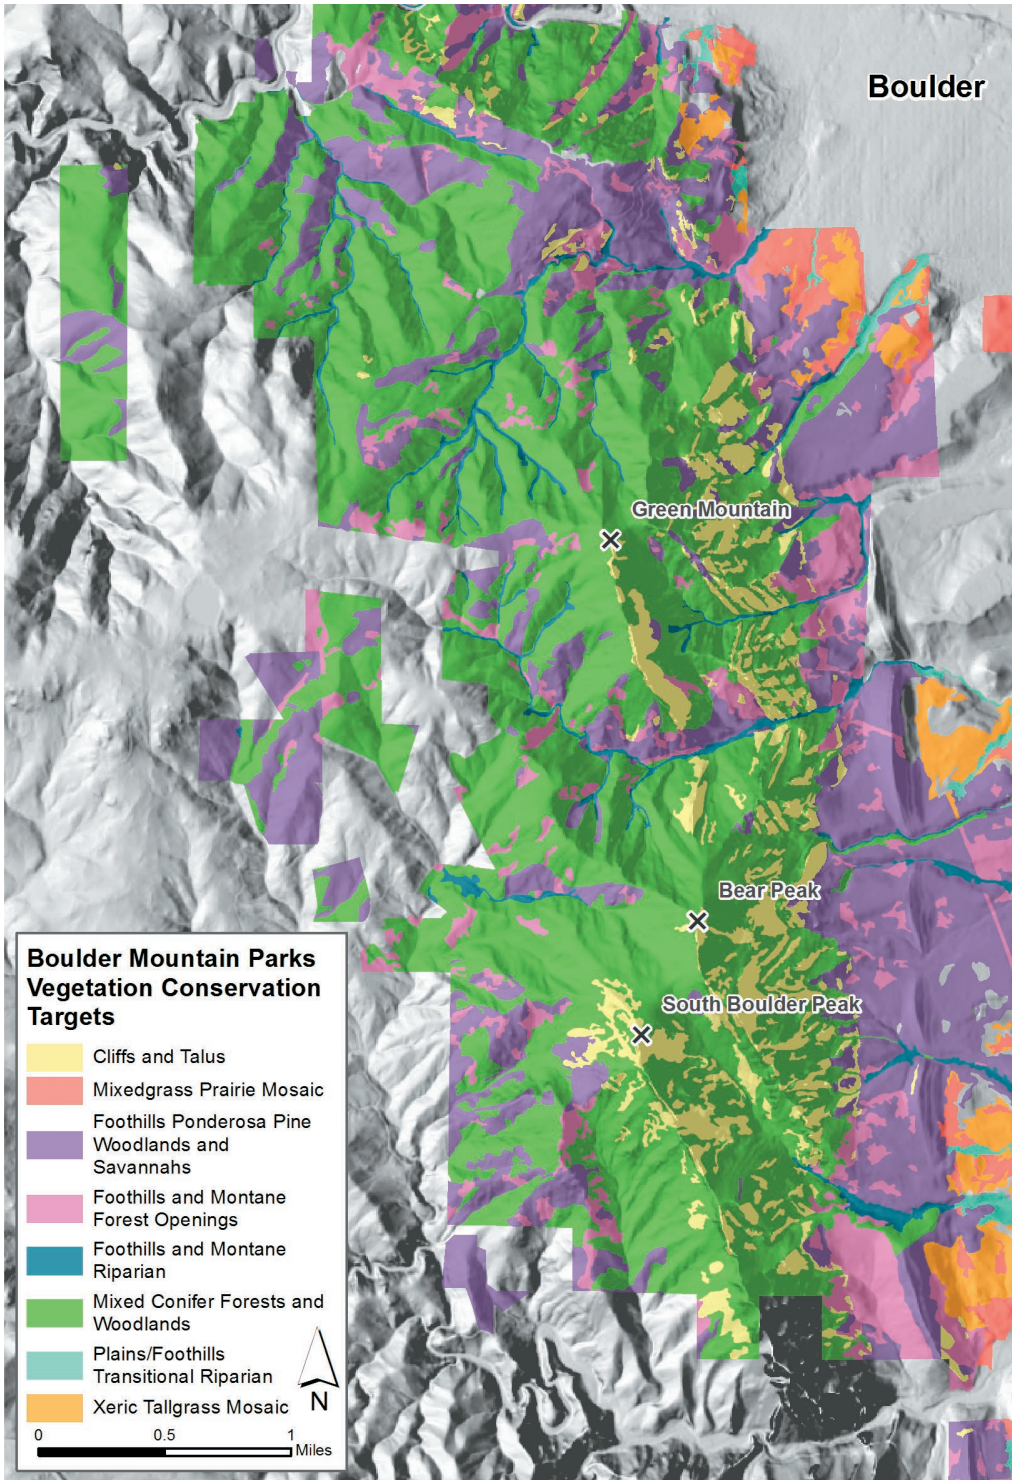 Boulder
Green Mountain
Bear Peak
South Boulder Peak
Boulder Mountain Parks
Vegetation Conservation
Targets
Cliffs and Talus
Mixedgrass Prairie Mosaic
Foothills Ponderosa Pine
Woodlands and
Savannahs
Foothills and Montane
Forest Openings
Foothills and Montane
Riparian
Mixed Conifer Forests and
Woodlands
Plains/Foothills
Transitional Riparian
Xeric Tallgrass Mosaic
N
0 0.5 1
Miles